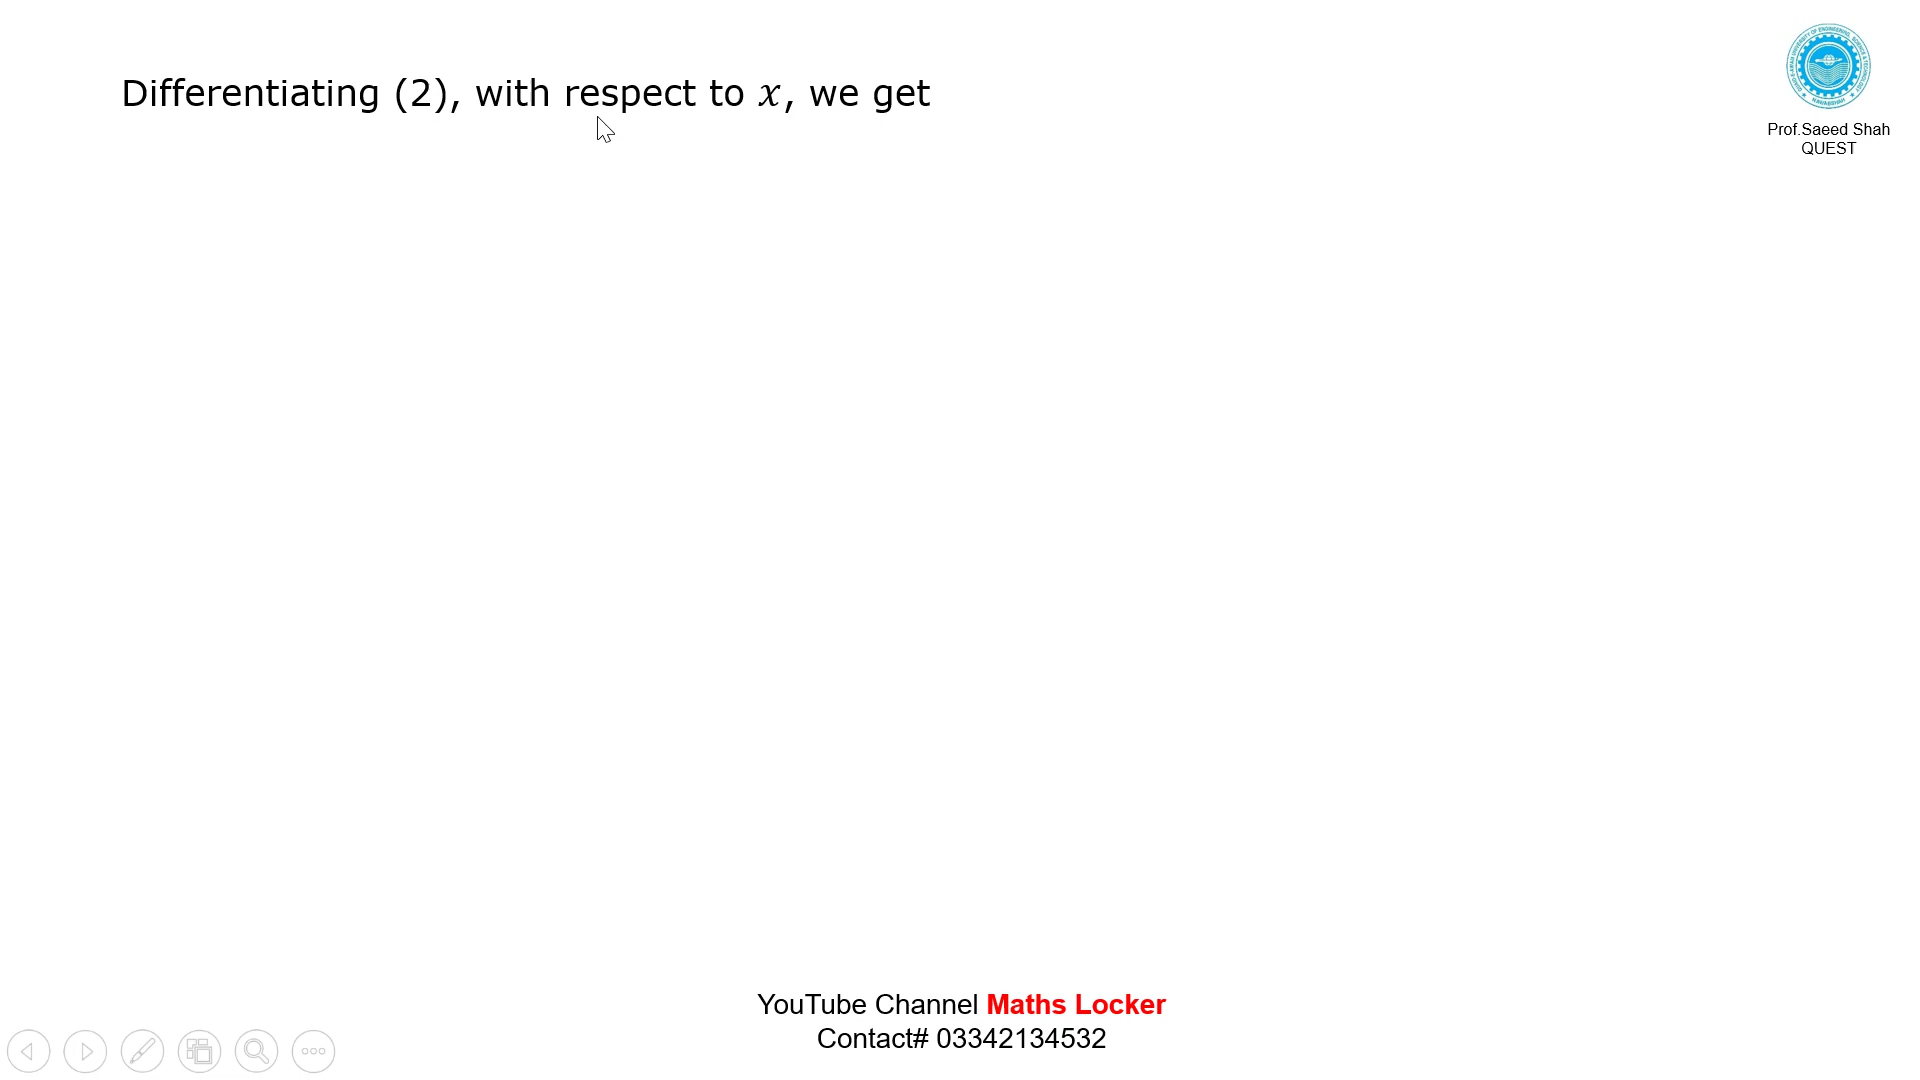 Differentiating (2), with respect to x, we get
Prof.Saeed Shah
QUEST
YouTube Channel Maths Locker
Contact# 03342134532